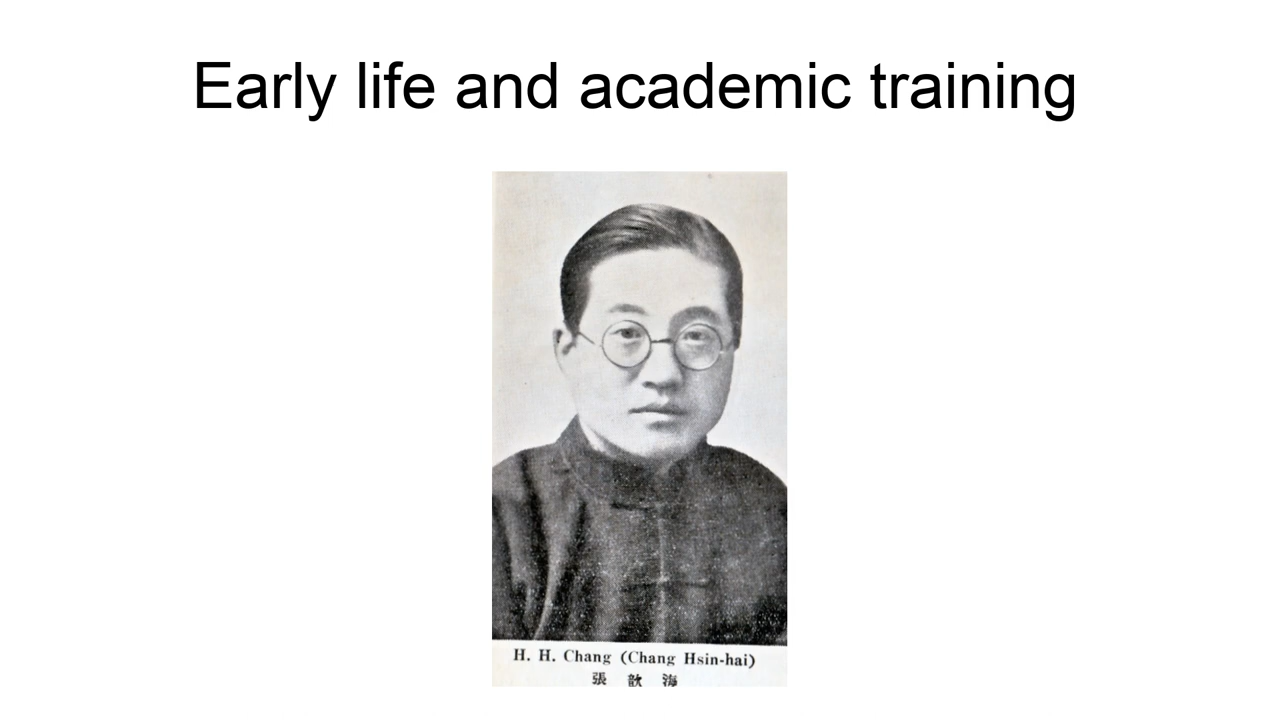 Early life and academic training
H. H. Chang (Chang Hsin-hai)
張 歆 海